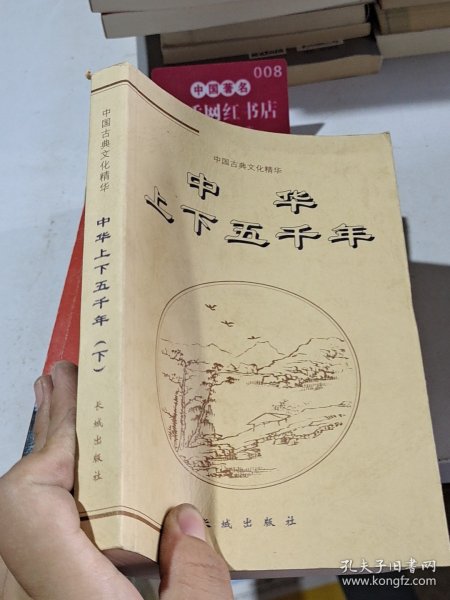 008
中国著名
网红书店
中国古典文化精华
中华
上下五千年
长城出版社
中国古典文化精华
中华上下五千年（下）
长城出版社
孔夫子旧书网
www.kongfz.com